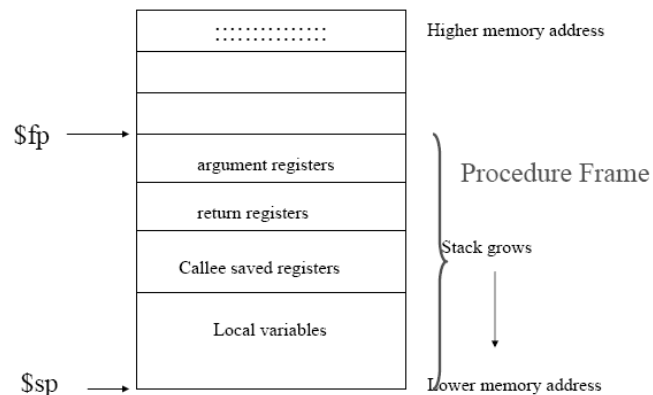 Higher memory address
$fp
argument registers
Procedure Frame
return registers
Stack grows
Callee saved registers
Local variables
$sp
Lower memory address